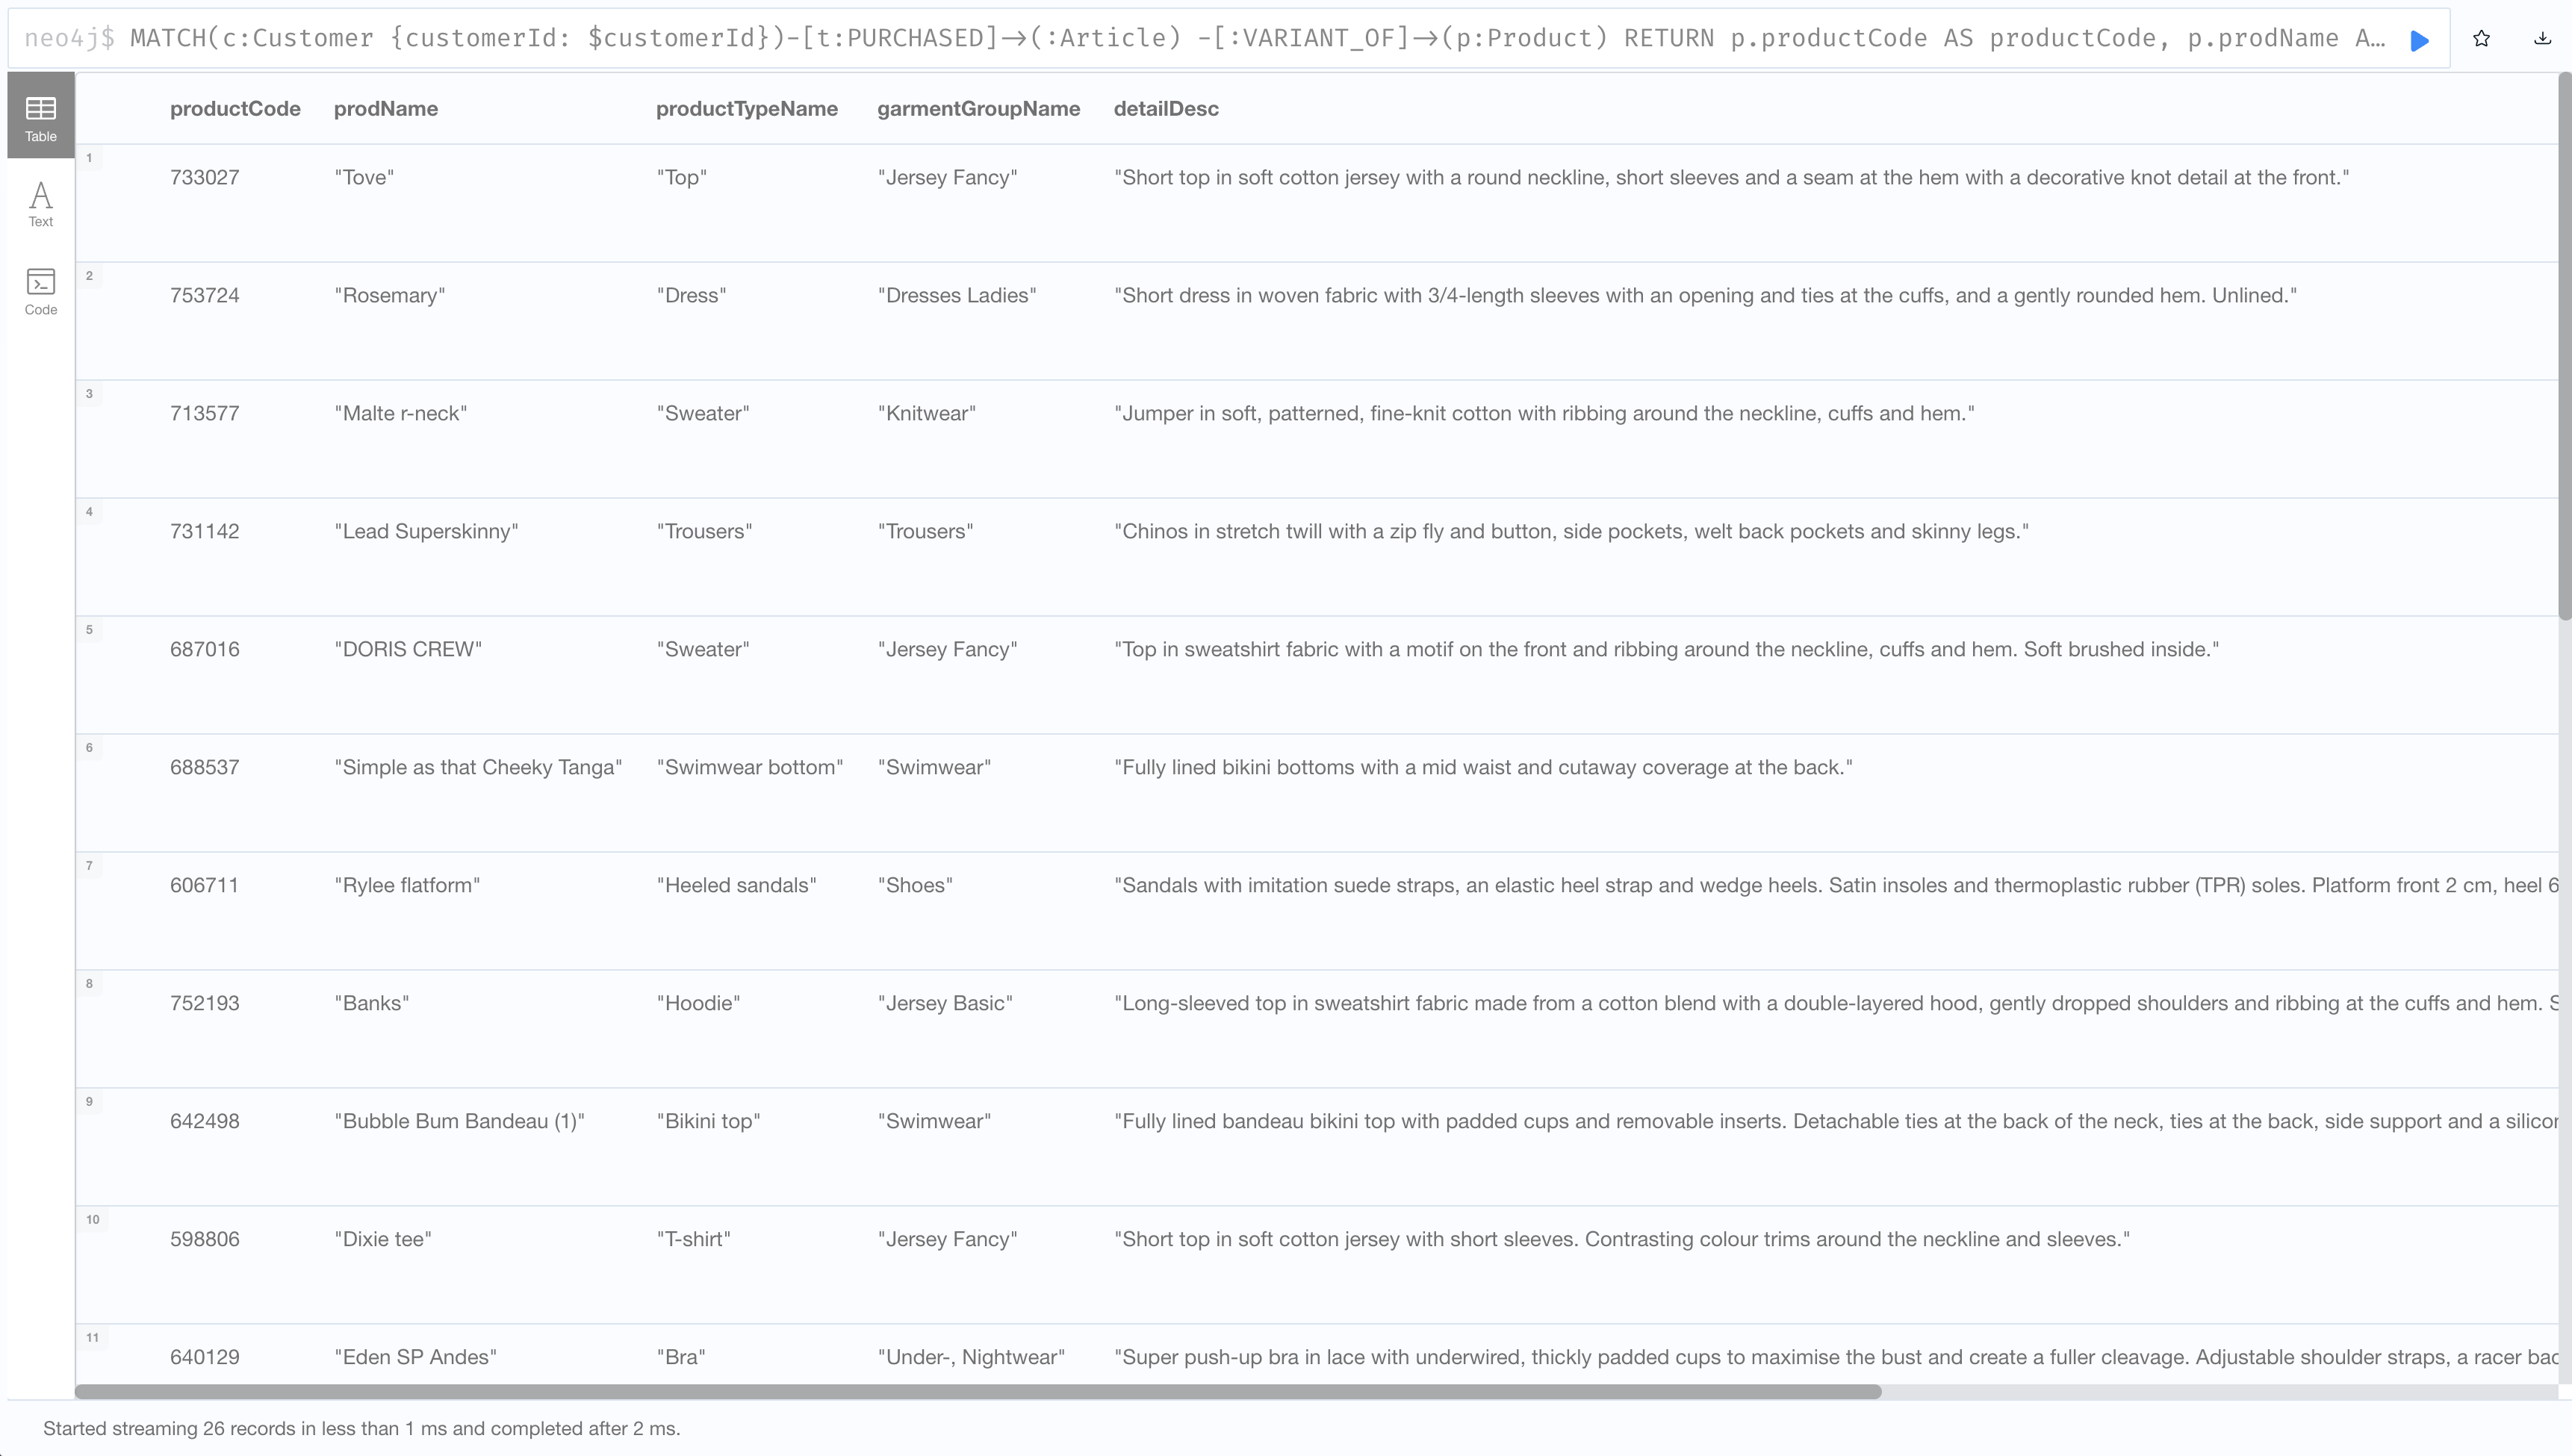 neo4j$ MATCH(c:Customer {customerId: $customerId})-[t:PURCHASED]→(:Article) -[:VARIANT_OF]→(p:Product) RETURN p.productCode AS productCode, p.prodName A…
Table
Text
Code
productCode prodName productTypeName garmentGroupName detailDesc
1
733027 "Tove" "Top" "Jersey Fancy" "Short top in soft cotton jersey with a round neckline, short sleeves and a seam at the hem with a decorative knot detail at the front."
2
753724 "Rosemary" "Dress" "Dresses Ladies" "Short dress in woven fabric with 3/4-length sleeves with an opening and ties at the cuffs, and a gently rounded hem. Unlined."
3
713577 "Malte r-neck" "Sweater" "Knitwear" "Jumper in soft, patterned, fine-knit cotton with ribbing around the neckline, cuffs and hem."
4
731142 "Lead Superskinny" "Trousers" "Trousers" "Chinos in stretch twill with a zip fly and button, side pockets, welt back pockets and skinny legs."
5
687016 "DORIS CREW" "Sweater" "Jersey Fancy" "Top in sweatshirt fabric with a motif on the front and ribbing around the neckline, cuffs and hem. Soft brushed inside."
6
688537 "Simple as that Cheeky Tanga" "Swimwear bottom" "Swimwear" "Fully lined bikini bottoms with a mid waist and cutaway coverage at the back."
7
606711 "Rylee flatform" "Heeled sandals" "Shoes" "Sandals with imitation suede straps, an elastic heel strap and wedge heels. Satin insoles and thermoplastic rubber (TPR) soles. Platform front 2 cm, heel 6
8
752193 "Banks" "Hoodie" "Jersey Basic" "Long-sleeved top in sweatshirt fabric made from a cotton blend with a double-layered hood, gently dropped shoulders and ribbing at the cuffs and hem. S
9
642498 "Bubble Bum Bandeau (1)" "Bikini top" "Swimwear" "Fully lined bandeau bikini top with padded cups and removable inserts. Detachable ties at the back of the neck, ties at the back, side support and a
10
598806 "Dixie tee" "T-shirt" "Jersey Fancy" "Short top in soft cotton jersey with short sleeves. Contrasting colour trims around the neckline and sleeves."
11
640129 "Eden SP Andes" "Bra" "Under-, Nightwear" "Super push-up bra in lace with underwired, thickly padded cups to maximise the bust and create a fuller cleavage. Adjustable shoulder straps, a racer
Started streaming 26 records in less than 1 ms and completed after 2 ms.